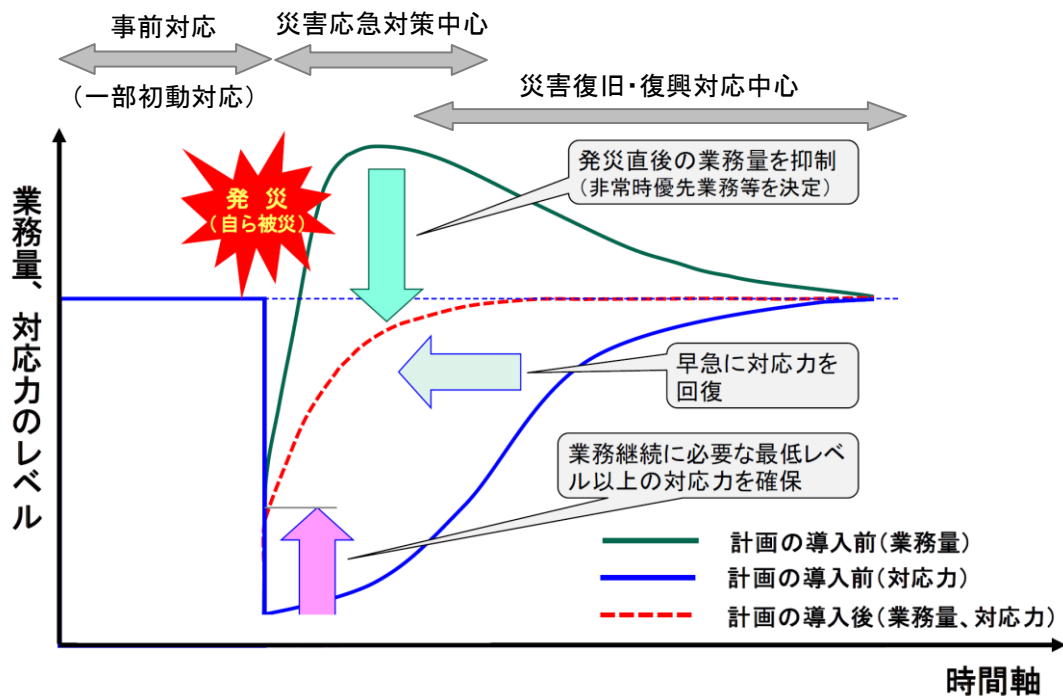 事前対応
(一部初動対応)
災害応急対策中心
災害復旧・復興対応中心
発 災
(自ら被災)
発災直後の業務量を抑制
(非常時優先業務等を決定)
早急に対応力を
回復
業務継続に必要な最低レベ
ル以上の対応力を確保
業務量、対応力のレベル
計画の導入前(業務量)
計画の導入前(対応力)
計画の導入後(業務量、対応力)
時間軸